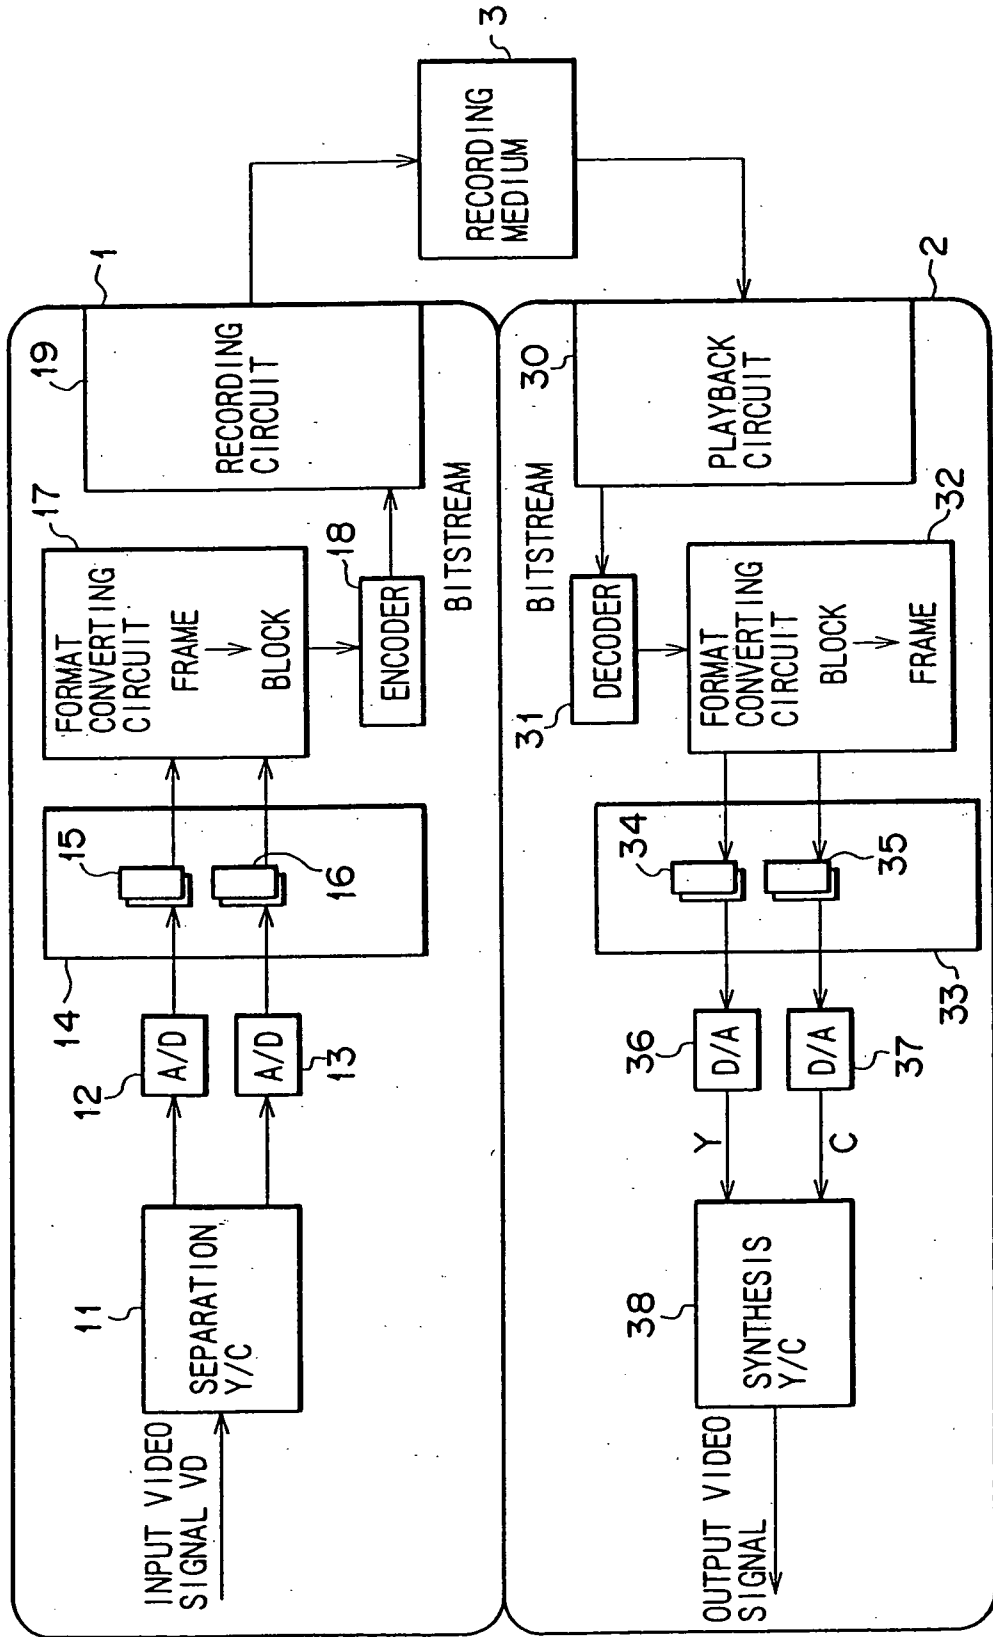 INPUT VIDEO
SIGNAL VD
11
SEPARATION
Y/C
12
A/D
A/D
13
14
15
16
17
FORMAT
CONVERTING
CIRCUIT
FRAME
BLOCK
18
ENCODER
BITSTREAM
19
RECORDING
CIRCUIT
1
3
RECORDING
MEDIUM
2
30
PLAYBACK
CIRCUIT
BITSTREAM
31
DECODER
32
FORMAT
CONVERTING
CIRCUIT
BLOCK
FRAME
33
34
35
36
D/A
D/A
37
Y
C
38
SYNTHESIS
Y/C
OUTPUT VIDEO
SIGNAL